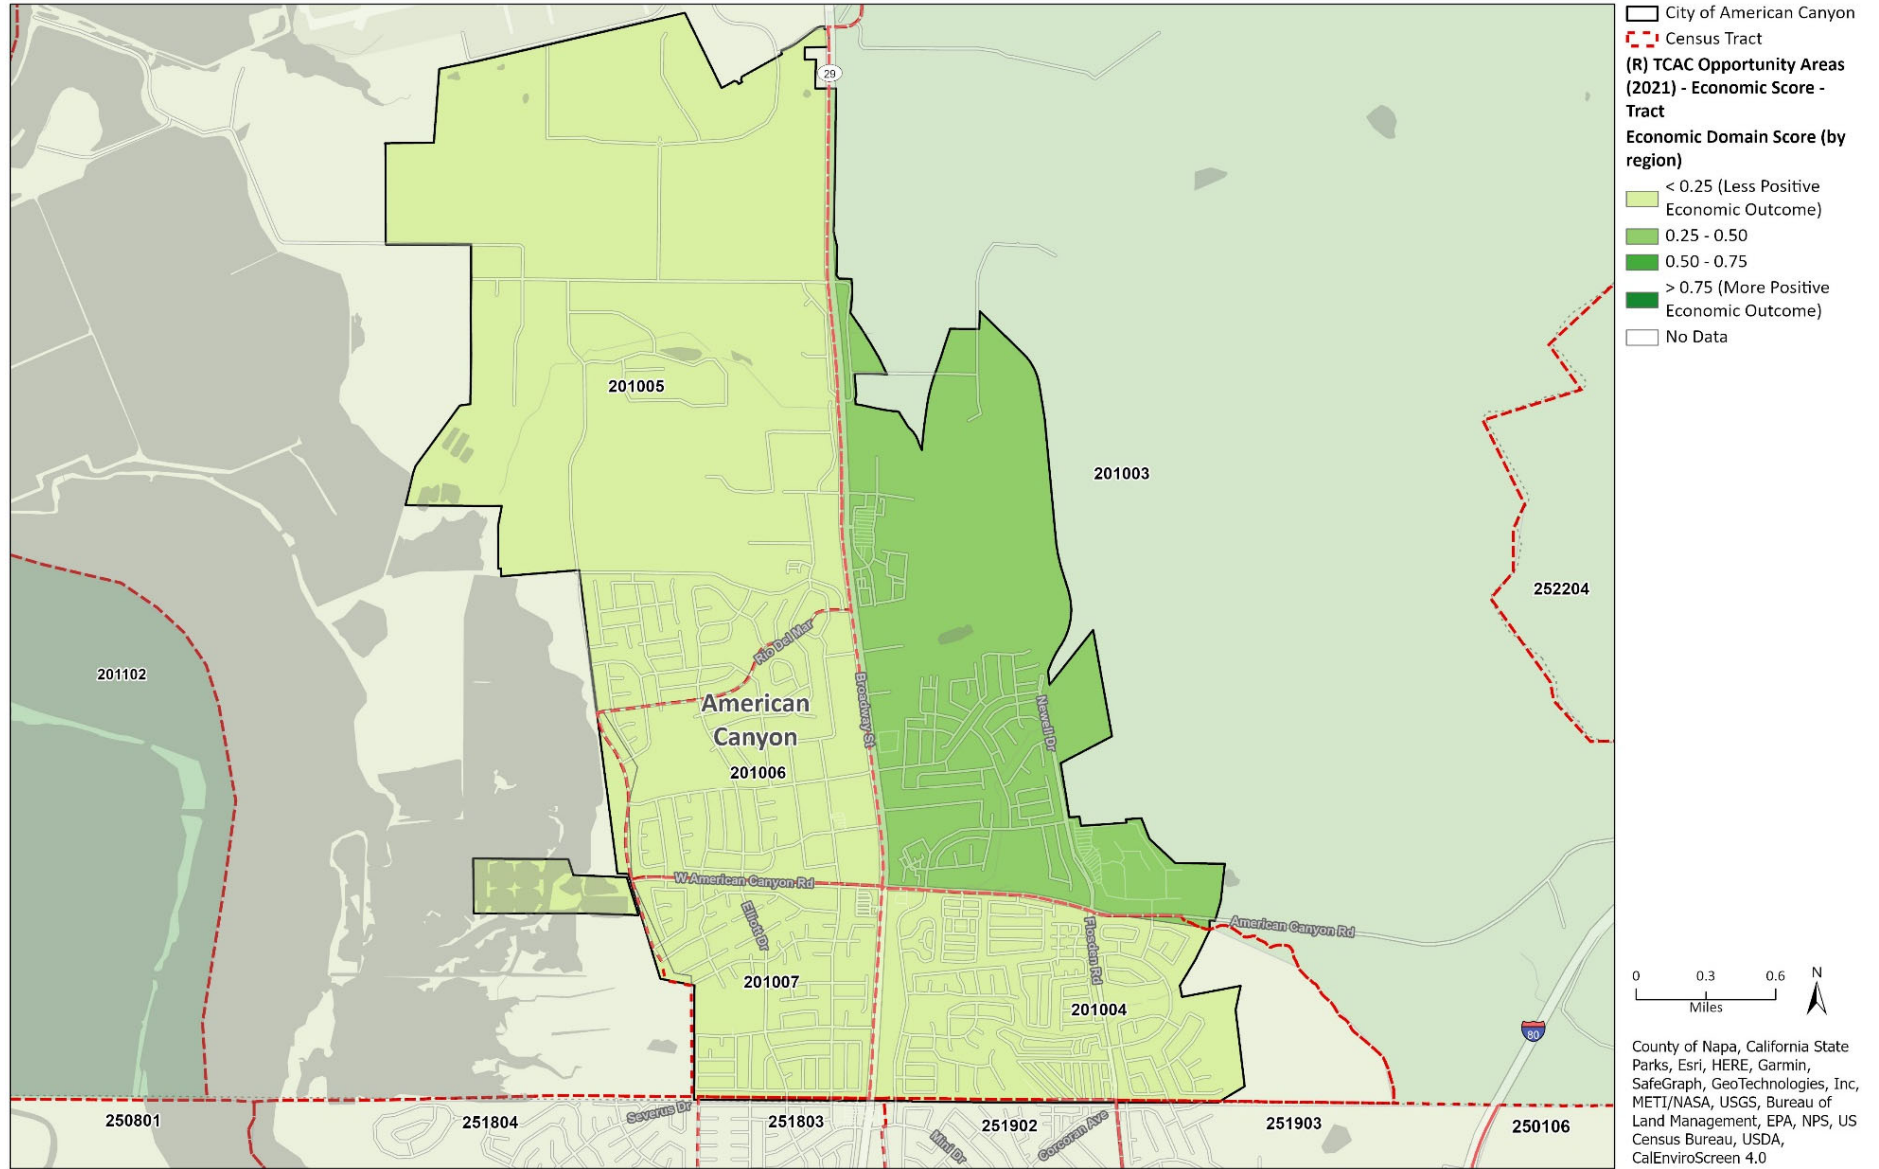 29
201005
201003
252204
201102
Rio Del Mar
American
Canyon
Broadway St
Newell Dr
201006
W American Canyon Rd
Elliott Dr
Flosden Rd
American Canyon Rd
201007
201004
80
250801
251804
Severus Dr
251803
Mini Dr
251902
Corcoran Ave
251903
250106
City of American Canyon
Census Tract
(R) TCAC Opportunity Areas
(2021) - Economic Score -
Tract
Economic Domain Score (by
region)
< 0.25 (Less Positive
Economic Outcome)
0.25 - 0.50
0.50 - 0.75
> 0.75 (More Positive
Economic Outcome)
No Data
0 0.3 0.6
Miles
N
County of Napa, California State
Parks, Esri, HERE, Garmin,
SafeGraph, GeoTechnologies, Inc,
METI/NASA, USGS, Bureau of
Land Management, EPA, NPS, US
Census Bureau, USDA,
CalEnviroScreen 4.0